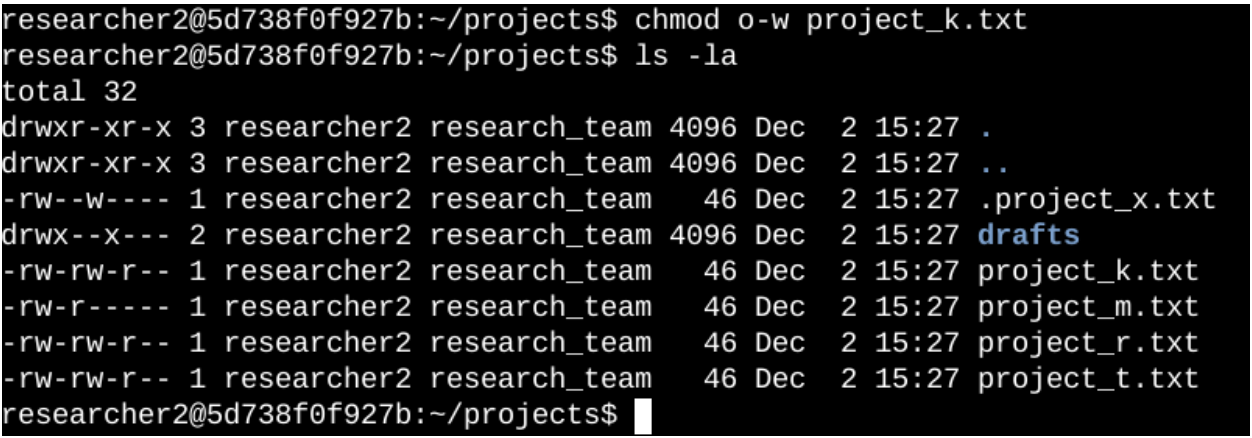 researcher2@5d738f0f927b:~/projects$ chmod o-w project_k.txt
researcher2@5d738f0f927b:~/projects$ ls -la
total 32
drwxr-xr-x 3 researcher2 research_team 4096 Dec  2 15:27 .
drwxr-xr-x 3 researcher2 research_team 4096 Dec  2 15:27 ..
-rw--w---- 1 researcher2 research_team   46 Dec  2 15:27 .project_x.txt
drwx--x--- 2 researcher2 research_team 4096 Dec  2 15:27 drafts
-rw-rw-r-- 1 researcher2 research_team   46 Dec  2 15:27 project_k.txt
-rw-r----- 1 researcher2 research_team   46 Dec  2 15:27 project_m.txt
-rw-rw-r-- 1 researcher2 research_team   46 Dec  2 15:27 project_r.txt
-rw-rw-r-- 1 researcher2 research_team   46 Dec  2 15:27 project_t.txt
researcher2@5d738f0f927b:~/projects$